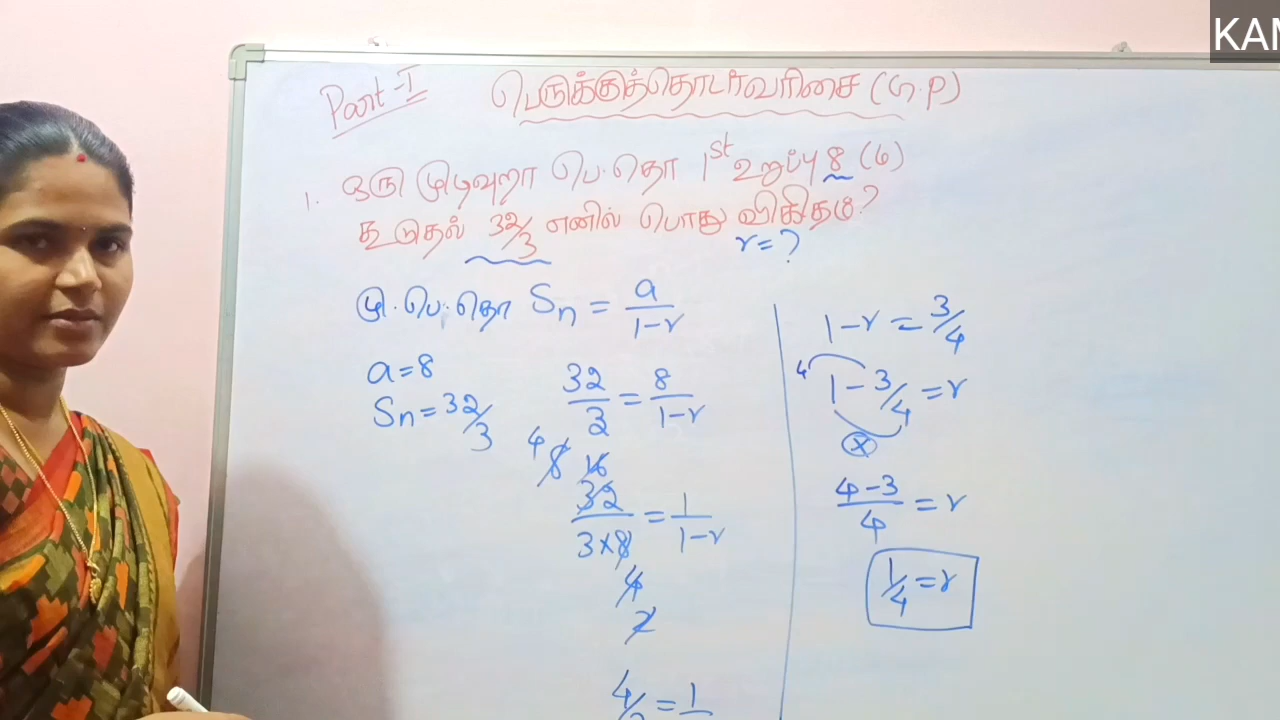 KAM
Part-I பெருக்குத்தொடர்வரிசை (G.P)
1. ஒரு முடிவுறா பெ.தொ 1st உறுப்பு 8 (ம)
கூடுதல் 32/3 எனில் பொது விகிதம்?
r = ?
மு.பெ.தொ Sn = a/1-r
a = 8
Sn = 32/3
32/3 = 8/1-r
4 8 16
32/3×8 = 1/1-r
4
2
4/3 = 1
1-r = 3/4
4
1 - 3/4 = r
x
4-3/4 = r
1/4 = r